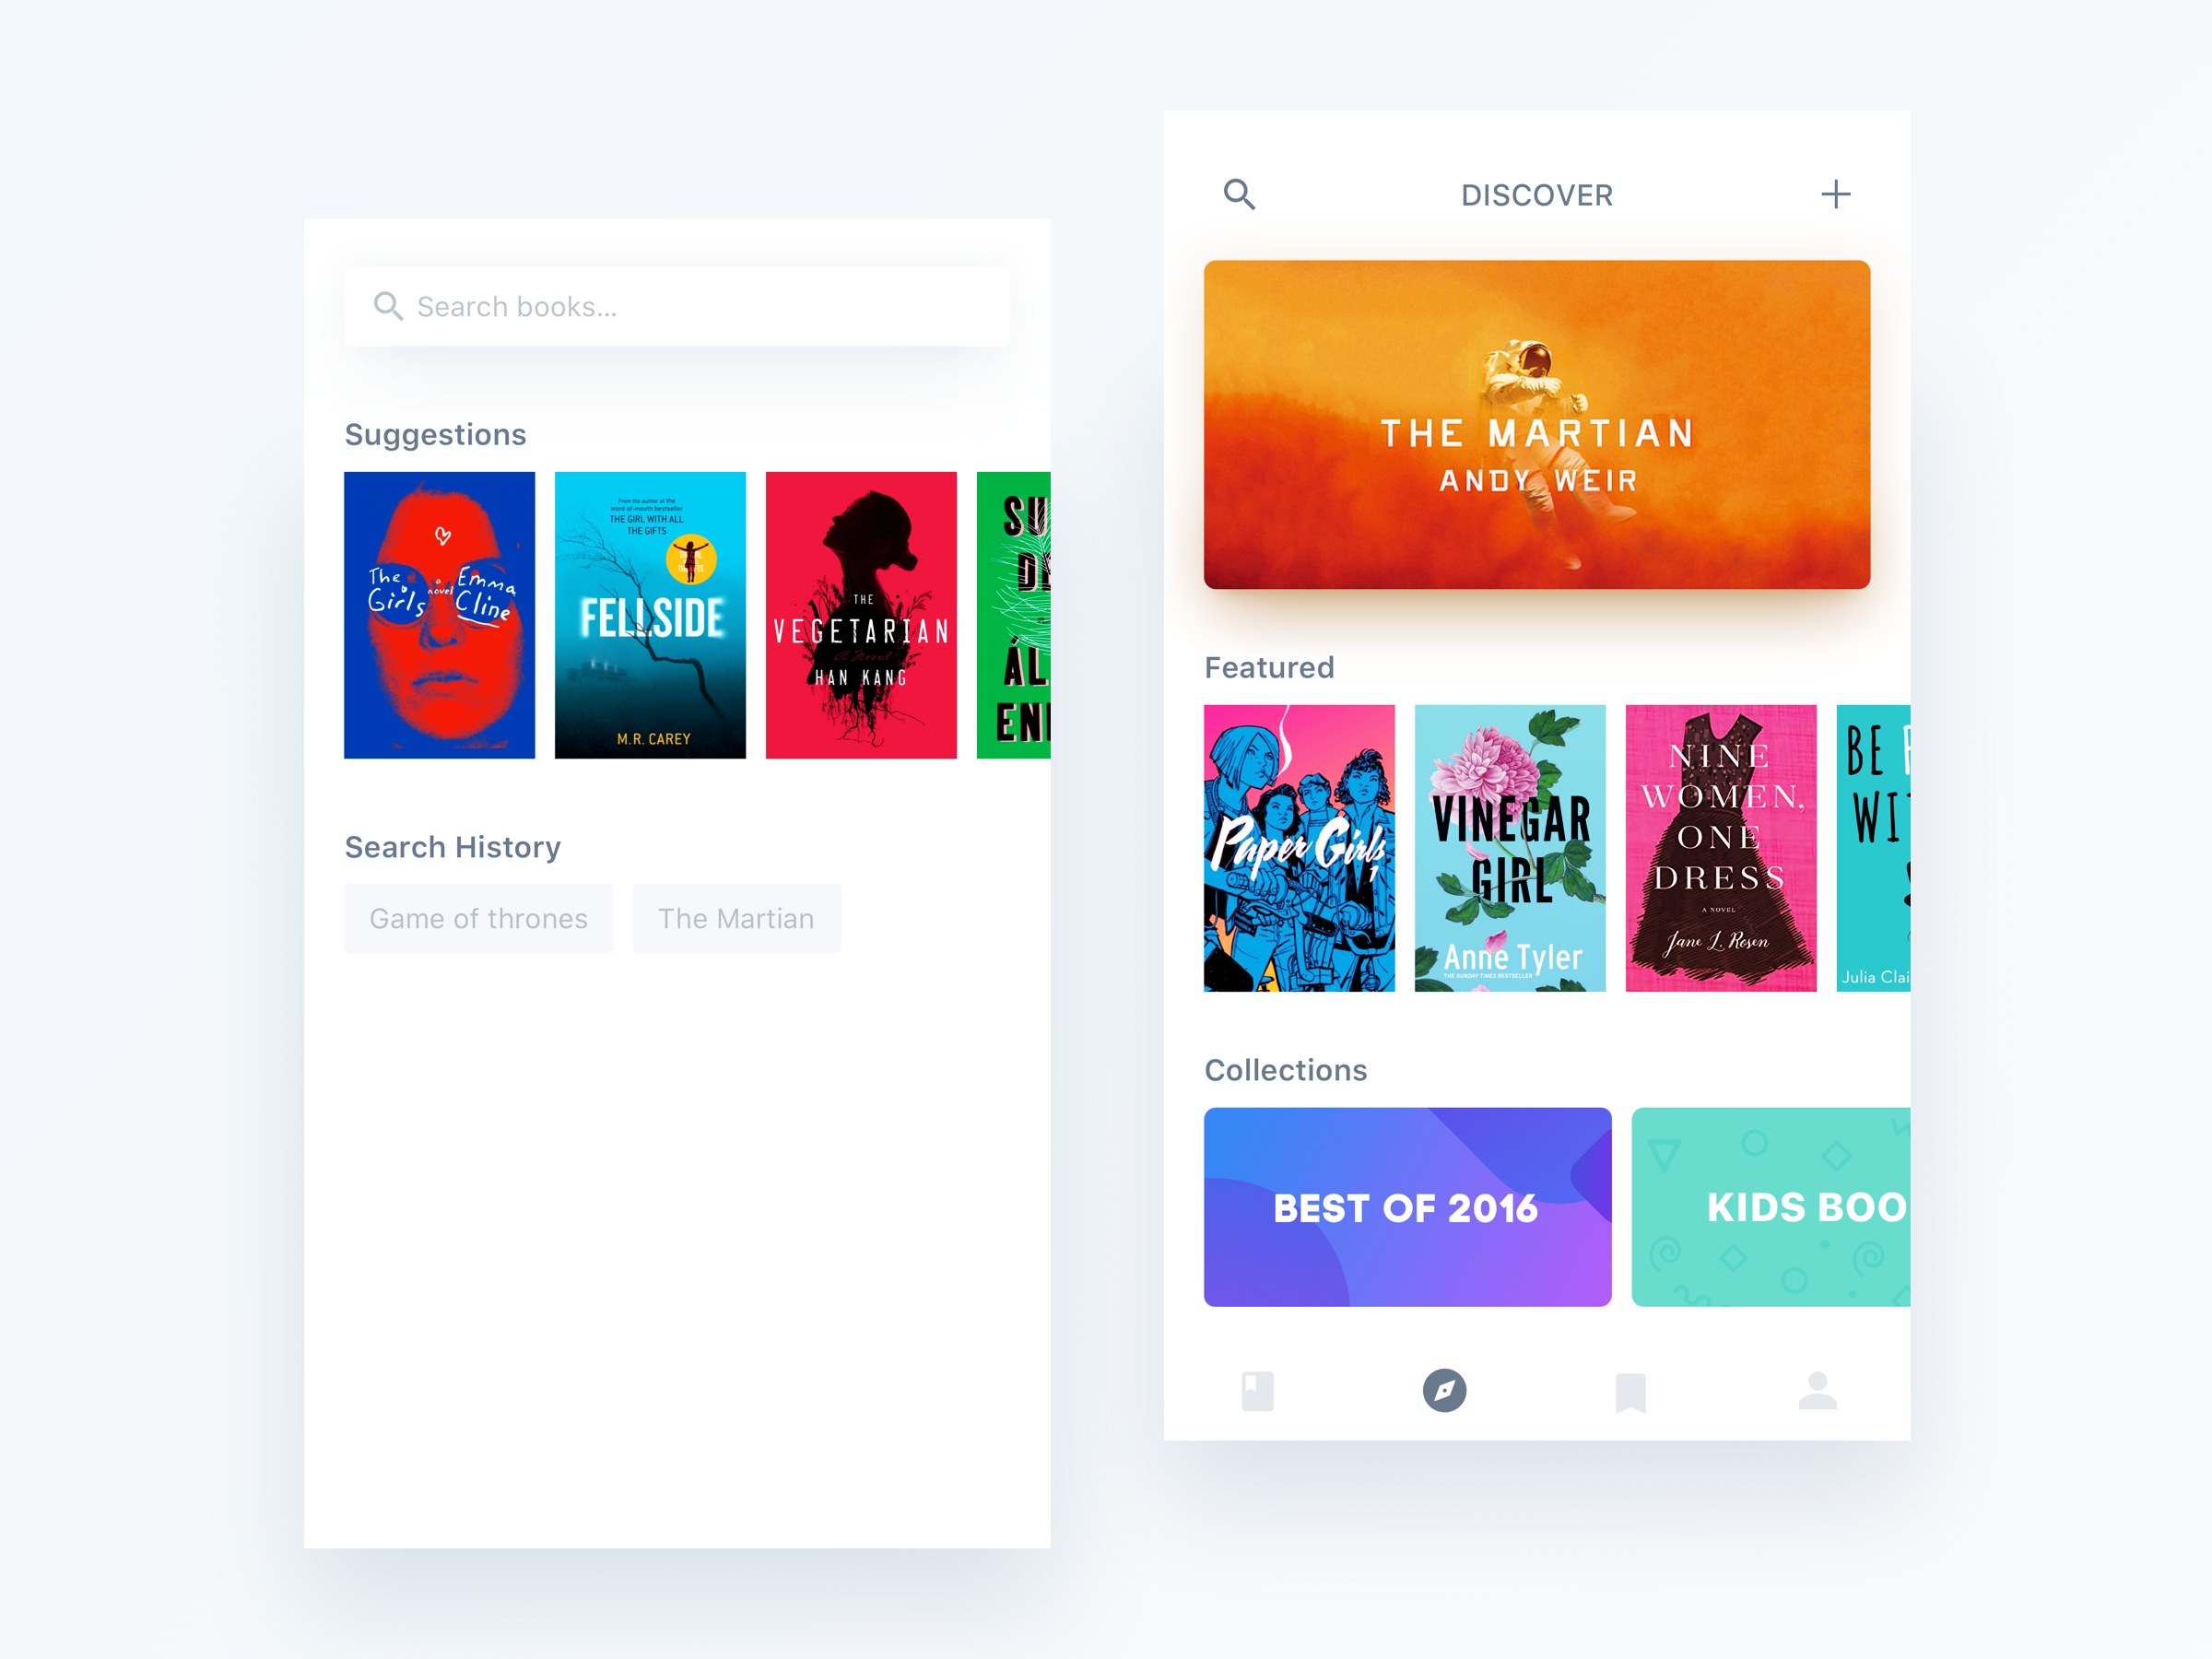 Search books...
Suggestions
The
Girls
a
novel
Emma
Cline
From the author of the
word-of-mouth bestseller
THE GIRL WITH ALL
THE GIFTS
FELLSIDE
M.R. CAREY
THE
VEGETARIAN
A Novel
HAN KANG
SU
ÁL
Search History
Game of thrones
The Martian
DISCOVER
THE MARTIAN
ANDY WEIR
Featured
Paper Girls
1
VINEGAR
GIRL
Anne Tyler
THE SUNDAY TIMES BESTSELLER
NINE
WOMEN,
ONE
DRESS
A NOVEL
Jane L. Rosen
BE
WI
Julia Clai
Collections
BEST OF 2016
KIDS BOO